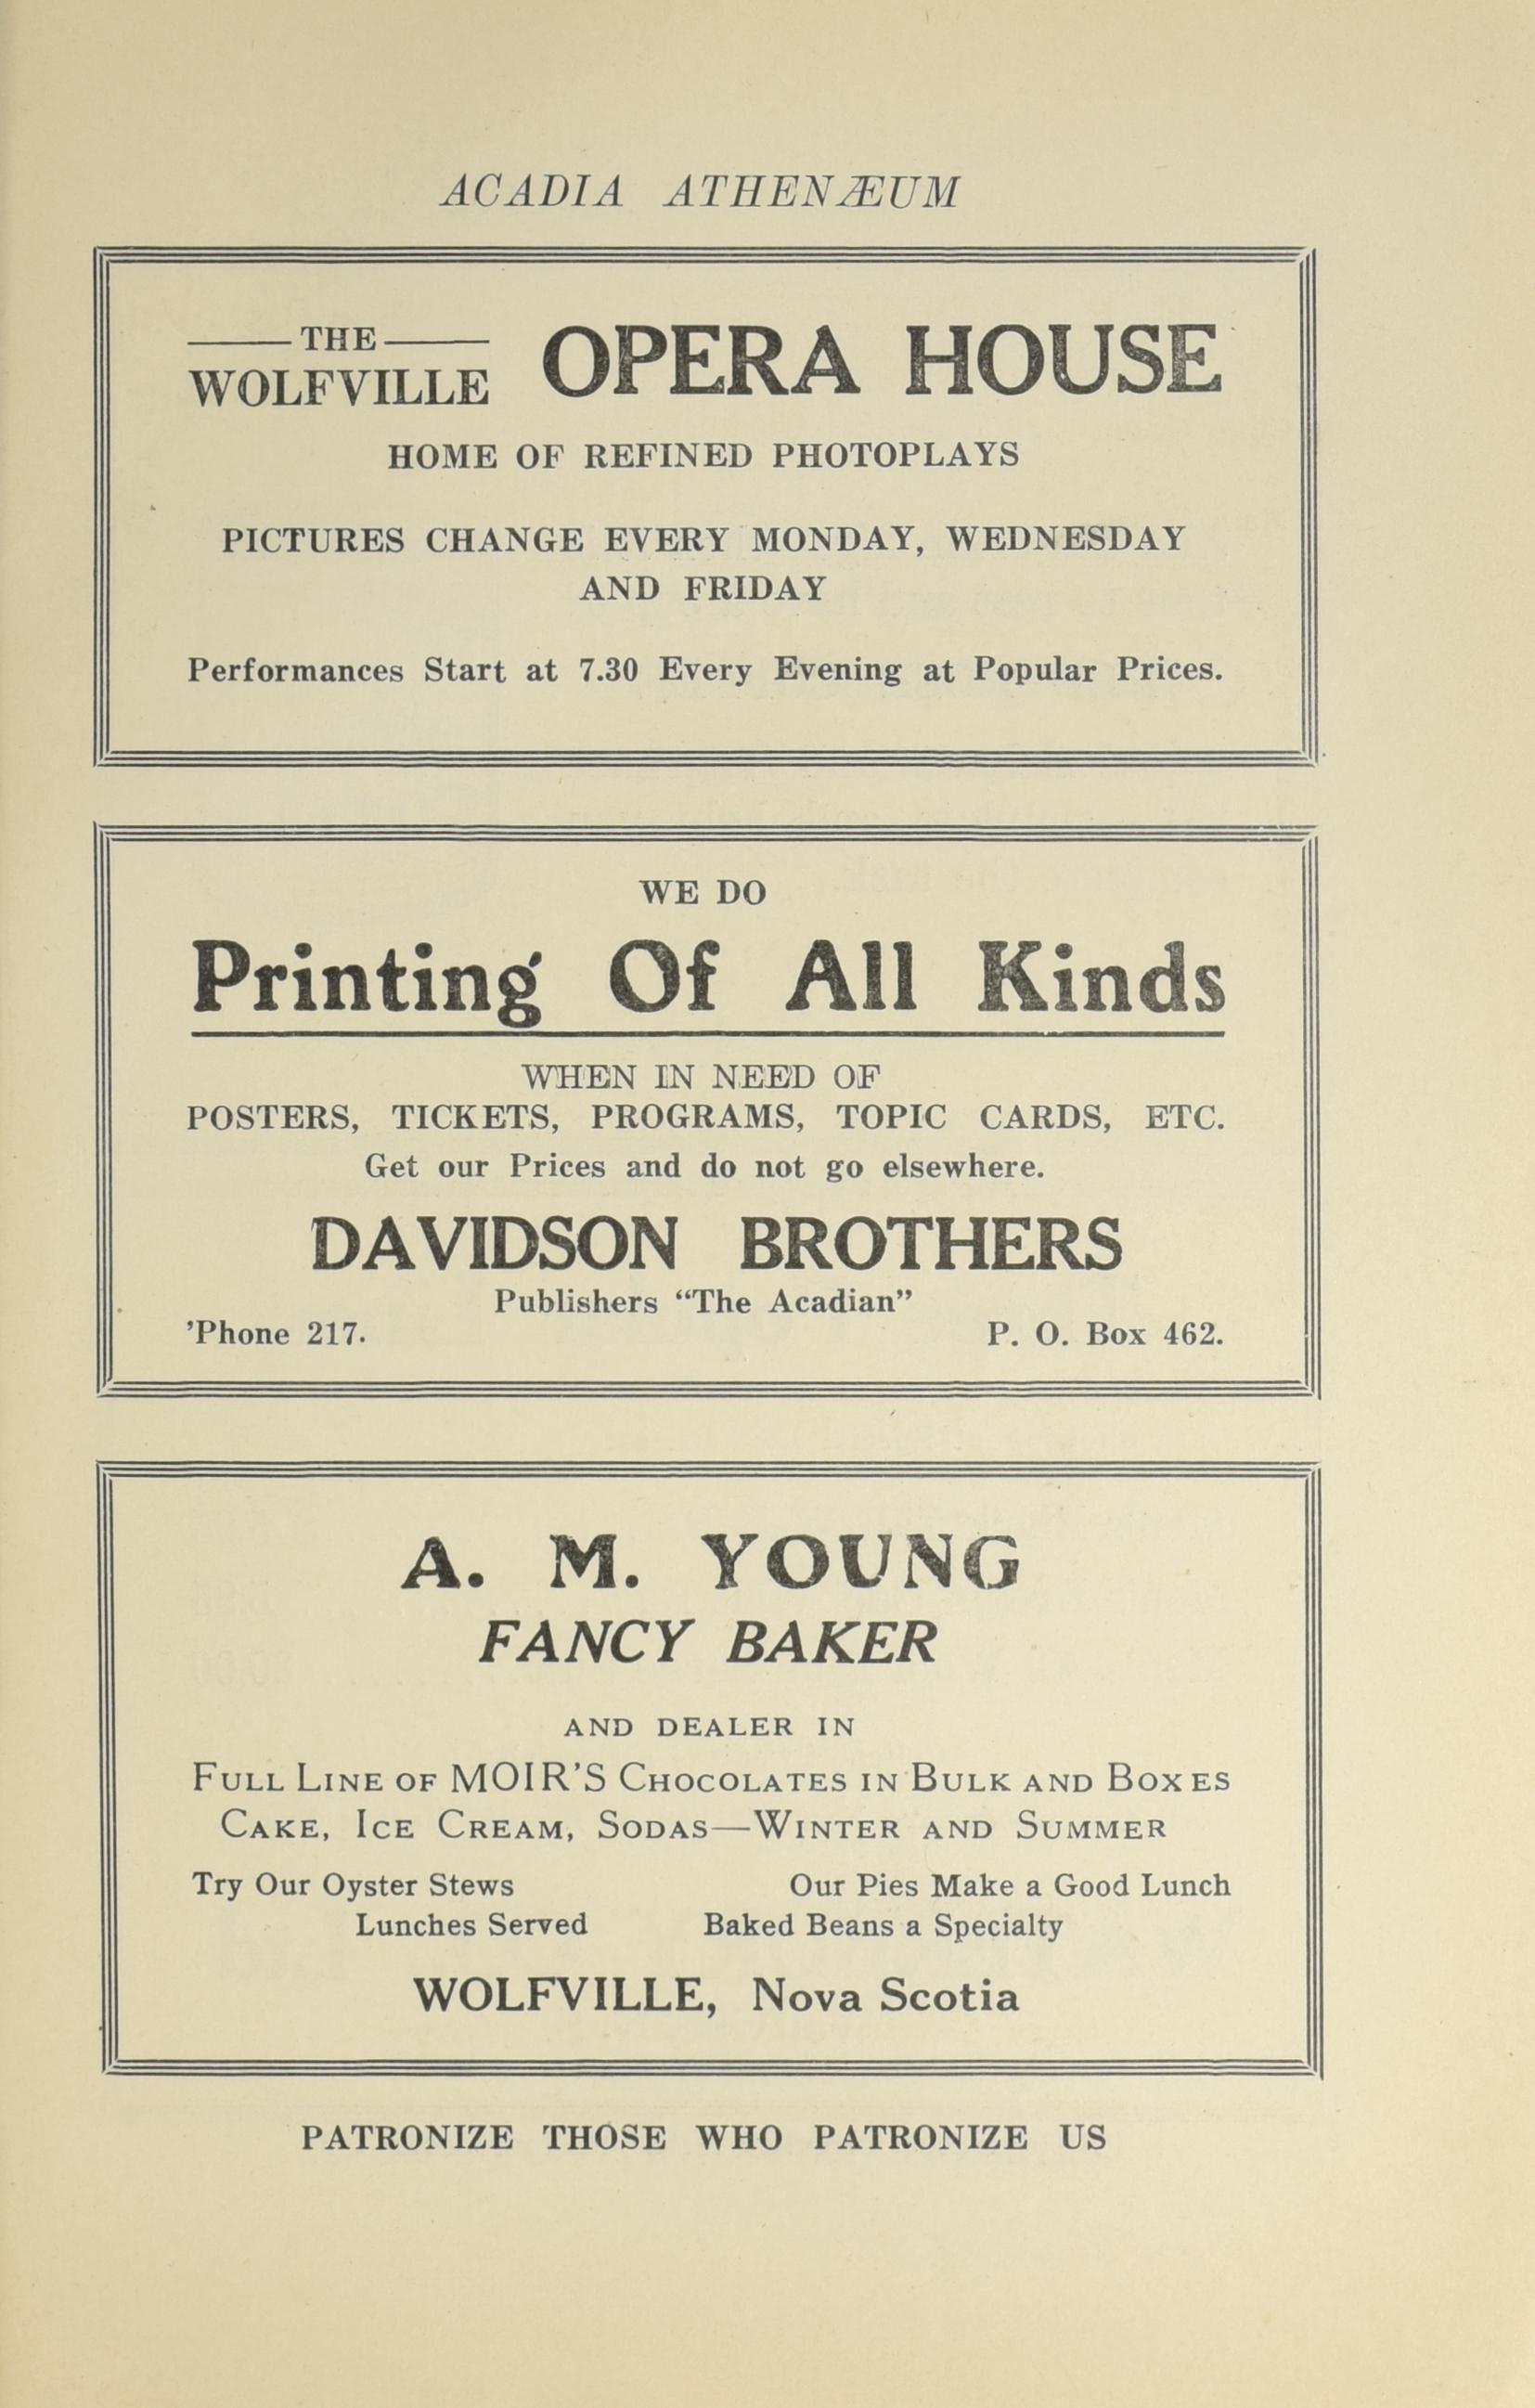 ACADIA ATHENÆUM
THE
WOLFVILLE OPERA HOUSE
HOME OF REFINED PHOTOPLAYS
PICTURES CHANGE EVERY MONDAY, WEDNESDAY
AND FRIDAY
Performances Start at 7.30 Every Evening at Popular Prices.
WE DO
Printing Of All Kinds
WHEN IN NEED OF
POSTERS, TICKETS, PROGRAMS, TOPIC CARDS, ETC.
Get our Prices and do not go elsewhere.
DAVIDSON BROTHERS
Publishers “The Acadian”
’Phone 217. P. O. Box 462.
A. M. YOUNG
FANCY BAKER
AND DEALER IN
FULL LINE OF MOIR’S CHOCOLATES IN BULK AND BOXES
CAKE, ICE CREAM, SODAS—WINTER AND SUMMER
Try Our Oyster Stews Our Pies Make a Good Lunch
Lunches Served Baked Beans a Specialty
WOLFVILLE, Nova Scotia
PATRONIZE THOSE WHO PATRONIZE US